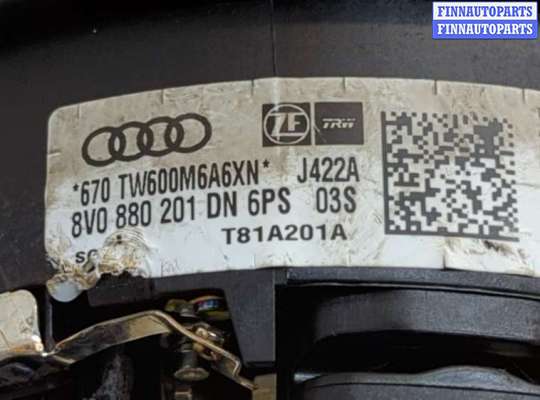 FINNAUTOPARTS
FINNAUTOPARTS
ZF TRW
*670 TW600M6A6XN* J422A
8V0 880 201 DN 6PS 03S
T81A201A